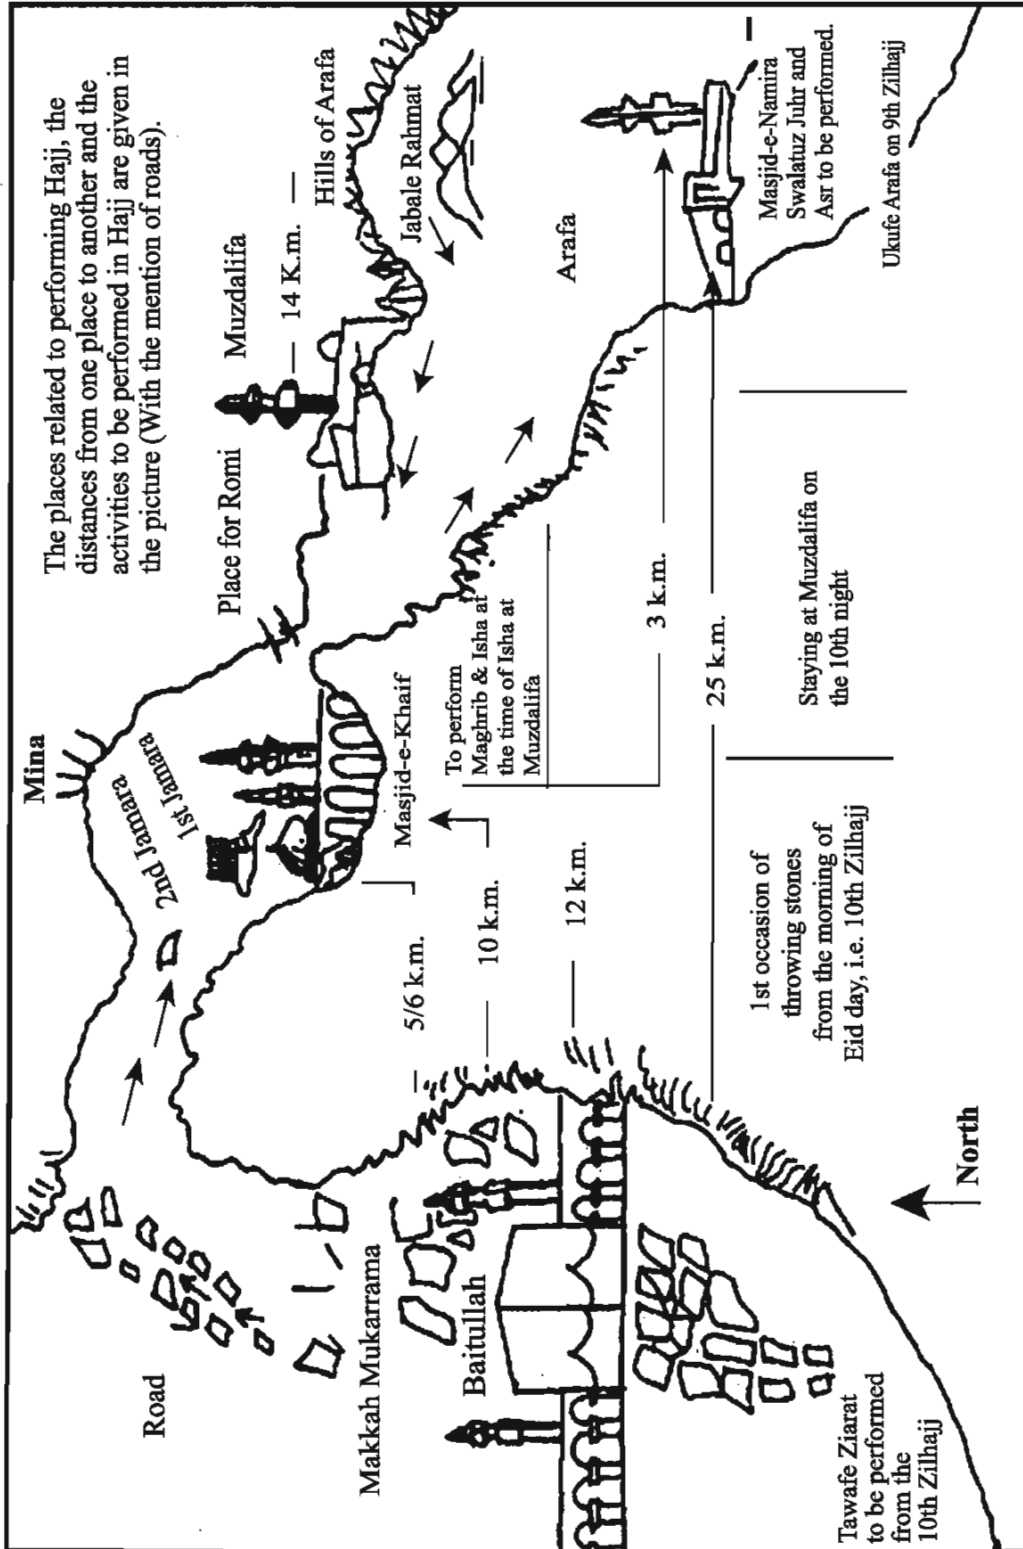 The places related to performing Hajj, the
distances from one place to another and the
activities to be performed in Hajj are given in
the picture (With the mention of roads).
Mina
2nd Jamara
1st Jamara
Place for Romi
Muzdalifa
14 K.m.
Hills of Arafa
Jabale Rahmat
Road
Masjid-e-Khaif
5/6 k.m.
10 k.m.
12 k.m.
To perform
Maghrib & Isha at
the time of Isha at
Muzdalifa
Arafa
3 k.m.
25 k.m.
Makkah Mukarrama
Baitullah
Masjid-e-Namira
Swalatuz Juhr and
Asr to be performed.
Ukufe Arafa on 9th Zilhajj
Staying at Muzdalifa on
the 10th night
1st occasion of
throwing stones
from the morning of
Eid day, i.e. 10th Zilhajj
North
Tawafe Ziarat
to be performed
from the
10th Zilhajj